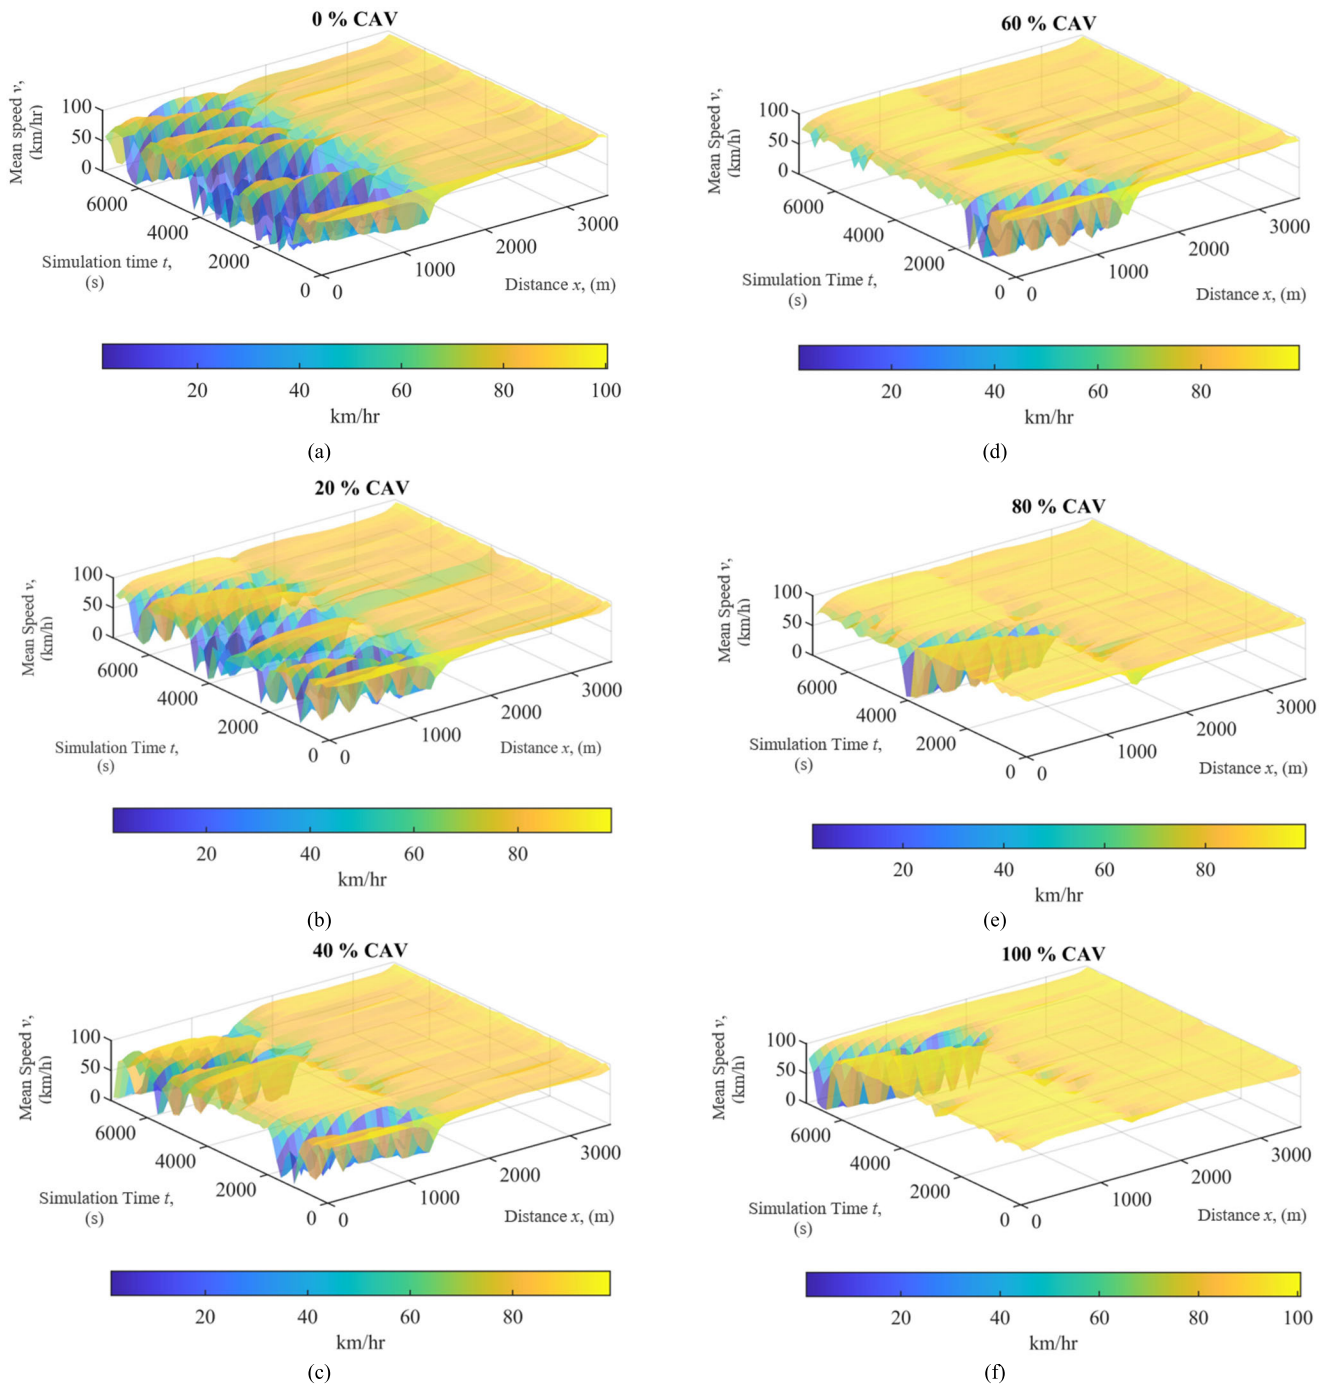 0 % CAV
Mean speed v,
(km/hr)
100
50
0
6000
4000
2000
0
Simulation time t,
(s)
0
1000
2000
3000
Distance x, (m)
20
40
60
80
100
km/hr
(a)
60 % CAV
Mean Speed v,
(km/h)
100
50
0
6000
4000
2000
0
Simulation Time t,
(s)
0
1000
2000
3000
Distance x, (m)
20
40
60
80
km/hr
(d)
20 % CAV
Mean Speed v,
(km/h)
100
50
0
6000
4000
2000
0
Simulation Time t,
(s)
0
1000
2000
3000
Distance x, (m)
20
40
60
80
km/hr
(b)
80 % CAV
Mean Speed v,
(km/h)
100
50
0
6000
4000
2000
0
Simulation Time t,
(s)
0
1000
2000
3000
Distance x, (m)
20
40
60
80
km/hr
(e)
40 % CAV
Mean Speed v,
(km/h)
100
50
0
6000
4000
2000
0
Simulation Time t,
(s)
0
1000
2000
3000
Distance x, (m)
20
40
60
80
km/hr
(c)
100 % CAV
Mean Speed v,
(km/h)
100
50
0
6000
4000
2000
0
Simulation Time t,
(s)
0
1000
2000
3000
Distance x, (m)
20
40
60
80
100
km/hr
(f)